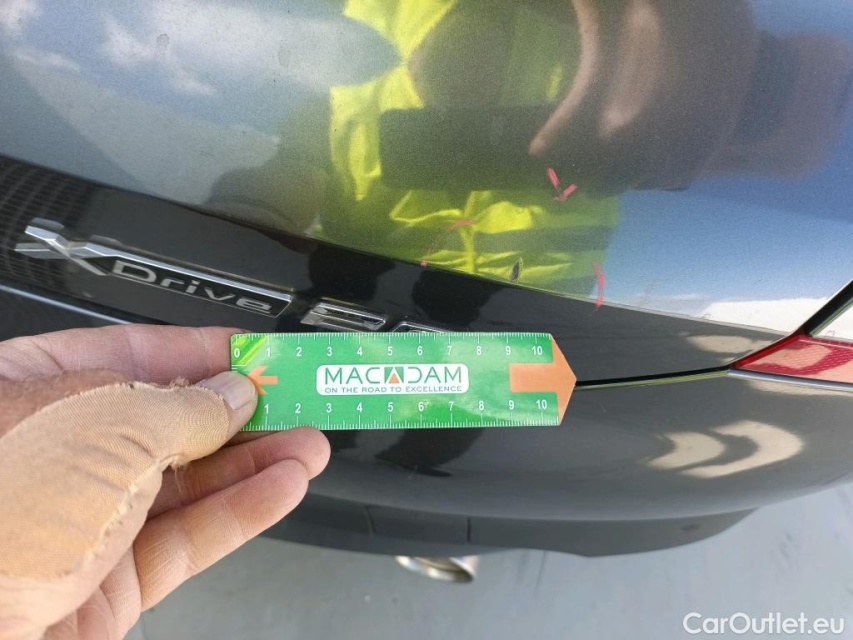 XDrive
0 1 2 3 4 5 6 7 8 9 10
MACADAM
ON THE ROAD TO EXCELLENCE
1 2 3 4 5 6 7 8 9 10
CarOutlet.eu